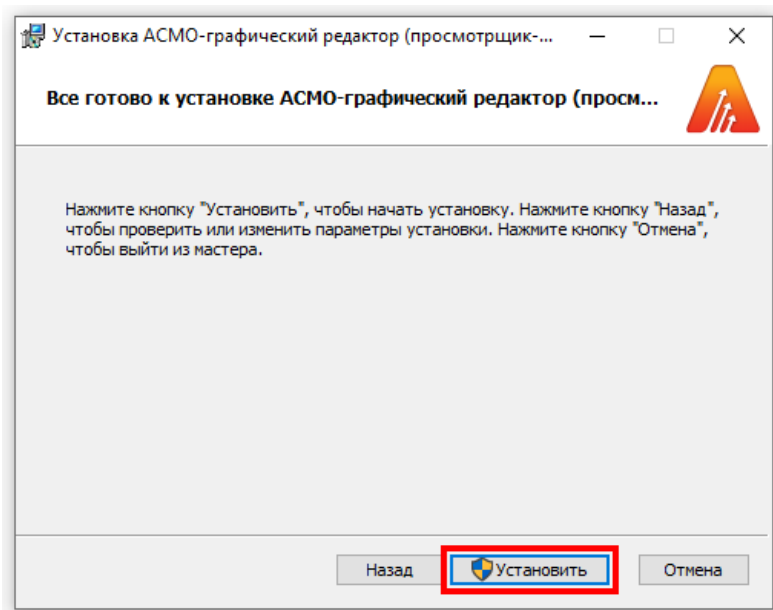 Установка АСМО-графический редактор (просмотрщик-...
Все готово к установке АСМО-графический редактор (просм...
Нажмите кнопку "Установить", чтобы начать установку. Нажмите кнопку "Назад",
чтобы проверить или изменить параметры установки. Нажмите кнопку "Отмена",
чтобы выйти из мастера.
Назад Установить Отмена